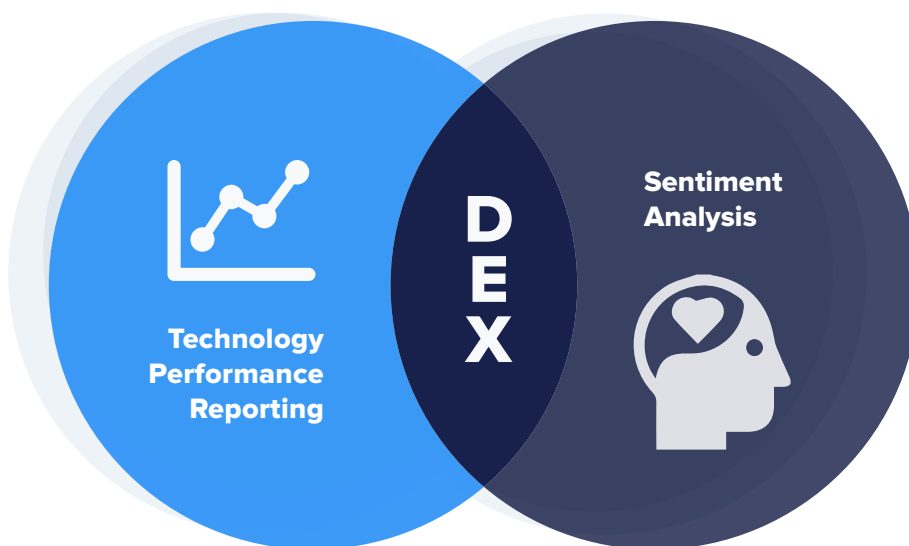 Technology
Performance
Reporting
D
E
X
Sentiment
Analysis